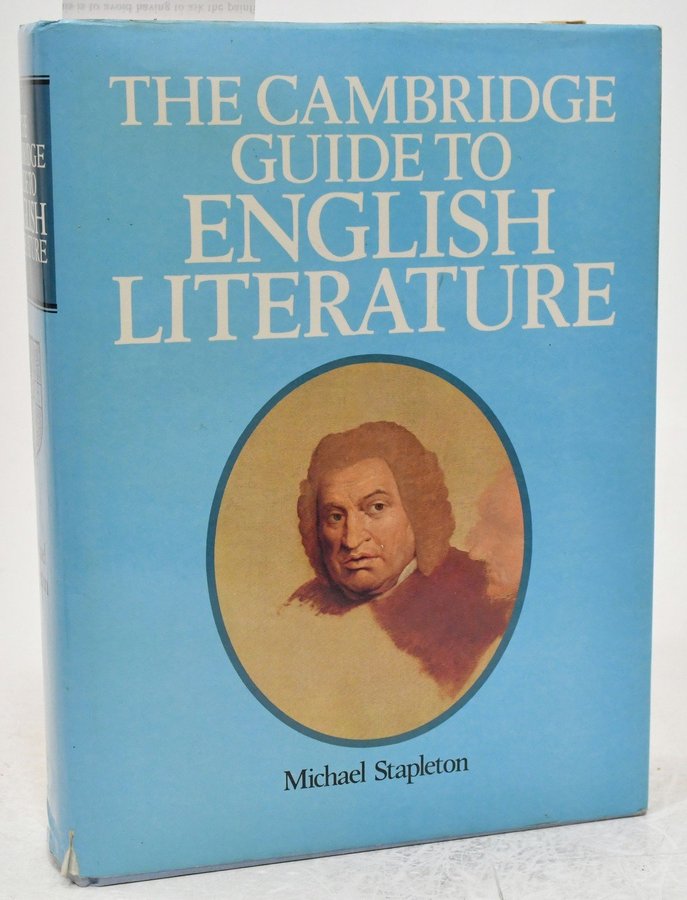 THE CAMBRIDGE
GUIDE TO
ENGLISH
LITERATURE
Michael Stapleton